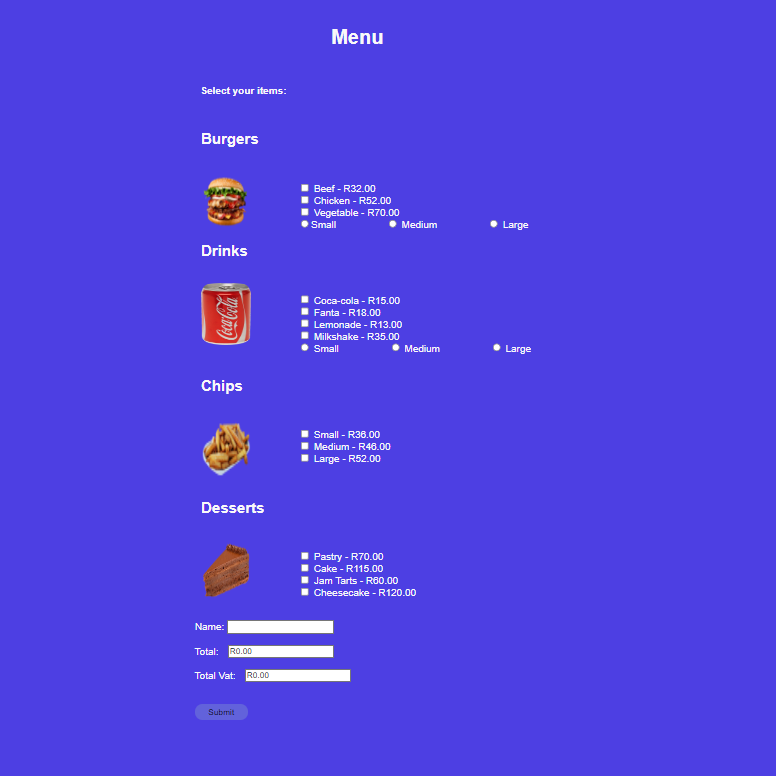 Menu
Select your items:
Burgers
Beef - R32.00
Chicken - R52.00
Vegetable - R70.00
Small Medium Large
Drinks
Coca-Cola
Coca-cola - R15.00
Fanta - R18.00
Lemonade - R13.00
Milkshake - R35.00
Small Medium Large
Chips
Small - R36.00
Medium - R46.00
Large - R52.00
Desserts
Pastry - R70.00
Cake - R115.00
Jam Tarts - R60.00
Cheesecake - R120.00
Name:
Total: R0.00
Total Vat: R0.00
Submit